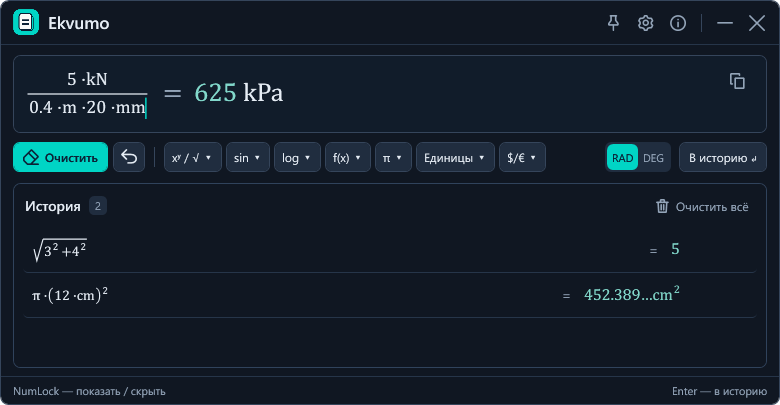 Ekvumo
5 ·kN
0.4 ·m ·20 ·mm
= 625 kPa
Очистить xʸ / √ sin log f(x) π Единицы $/€ RAD DEG В историю ↲
История 2 Очистить всё
√3²+4² = 5
π·(12 ·cm)² = 452.389...cm²
NumLock — показать / скрыть Enter — в историю